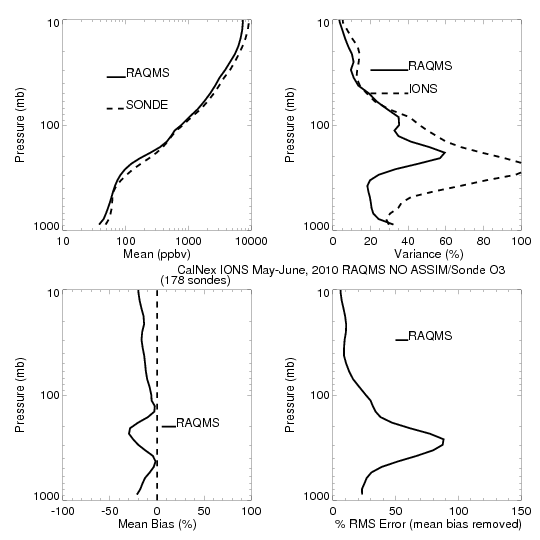 10
100
1000
Pressure (mb)
RAQMS
SONDE
10 100 1000 10000
Mean (ppbv)
10
100
1000
Pressure (mb)
RAQMS
IONS
0 20 40 60 80 100
Variance (%)
CalNex IONS May-June, 2010 RAQMS NO ASSIM/Sonde O3
(178 sondes)
10
100
1000
Pressure (mb)
RAQMS
-100 -50 0 50 100
Mean Bias (%)
10
100
1000
Pressure (mb)
RAQMS
0 50 100 150
% RMS Error (mean bias removed)